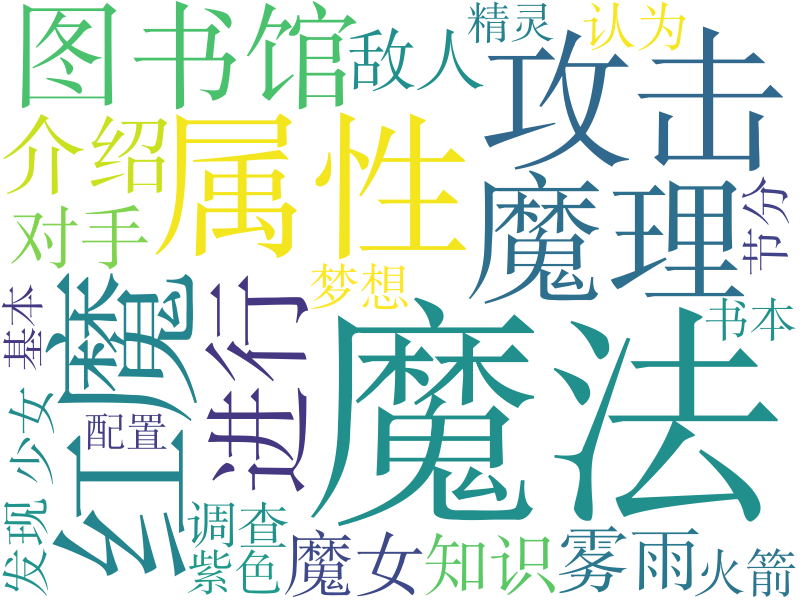 图书馆
敌人
精灵
认为
攻击
介绍
属性
魔理
节分
对手
红魔
进行
梦想
基本
魔法
书本
少女
配置
发现
调查
紫色
魔女
知识
雾雨
火箭